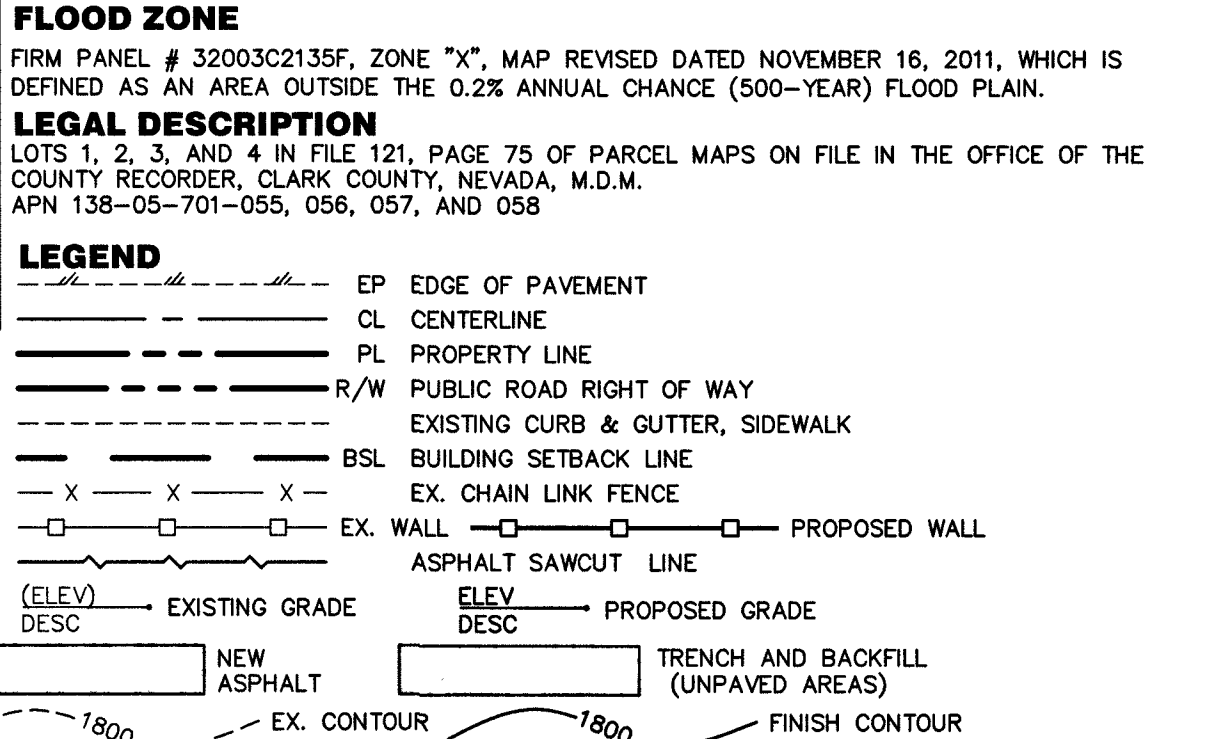 FLOOD ZONE
FIRM PANEL # 32003C2135F, ZONE "X", MAP REVISED DATED NOVEMBER 16, 2011, WHICH IS
DEFINED AS AN AREA OUTSIDE THE 0.2% ANNUAL CHANCE (500-YEAR) FLOOD PLAIN.
LEGAL DESCRIPTION
LOTS 1, 2, 3, AND 4 IN FILE 121, PAGE 75 OF PARCEL MAPS ON FILE IN THE OFFICE OF THE
COUNTY RECORDER, CLARK COUNTY, NEVADA, M.D.M.
APN 138-05-701-055, 056, 057, AND 058
LEGEND
EP EDGE OF PAVEMENT
CL CENTERLINE
PL PROPERTY LINE
R/W PUBLIC ROAD RIGHT OF WAY
EXISTING CURB & GUTTER, SIDEWALK
BSL BUILDING SETBACK LINE
X X X EX. CHAIN LINK FENCE
EX. WALL PROPOSED WALL
ASPHALT SAWCUT LINE
(ELEV) EXISTING GRADE ELEV PROPOSED GRADE
DESC DESC
NEW TRENCH AND BACKFILL
ASPHALT (UNPAVED AREAS)
1800 EX. CONTOUR 1800 FINISH CONTOUR